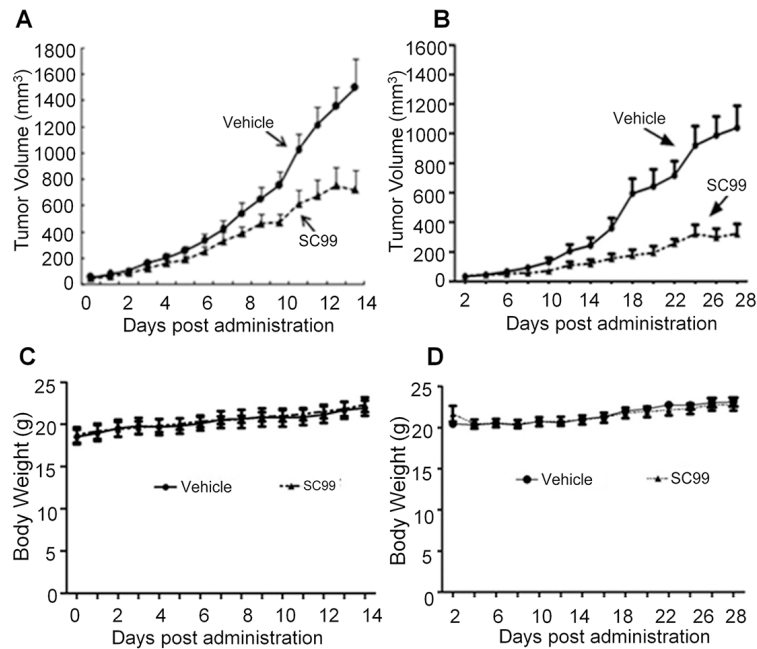 A
Tumor Volume (mm3)
1800
1600
1400
1200
1000
800
600
400
200
0
Vehicle
SC99
0 2 4 6 8 10 12 14
Days post administration
B
Tumor Volume (mm3)
1600
1400
1200
1000
800
600
400
200
0
Vehicle
SC99
2 6 8 10 14 18 22 26 28
Days post administration
C
Body Weight (g)
25
20
15
10
5
0
Vehicle SC99
0 2 4 6 8 10 12 14
Days post administration
D
Body Weight (g)
25
20
15
10
5
0
Vehicle SC99
2 6 8 10 14 18 22 26 28
Days post administration